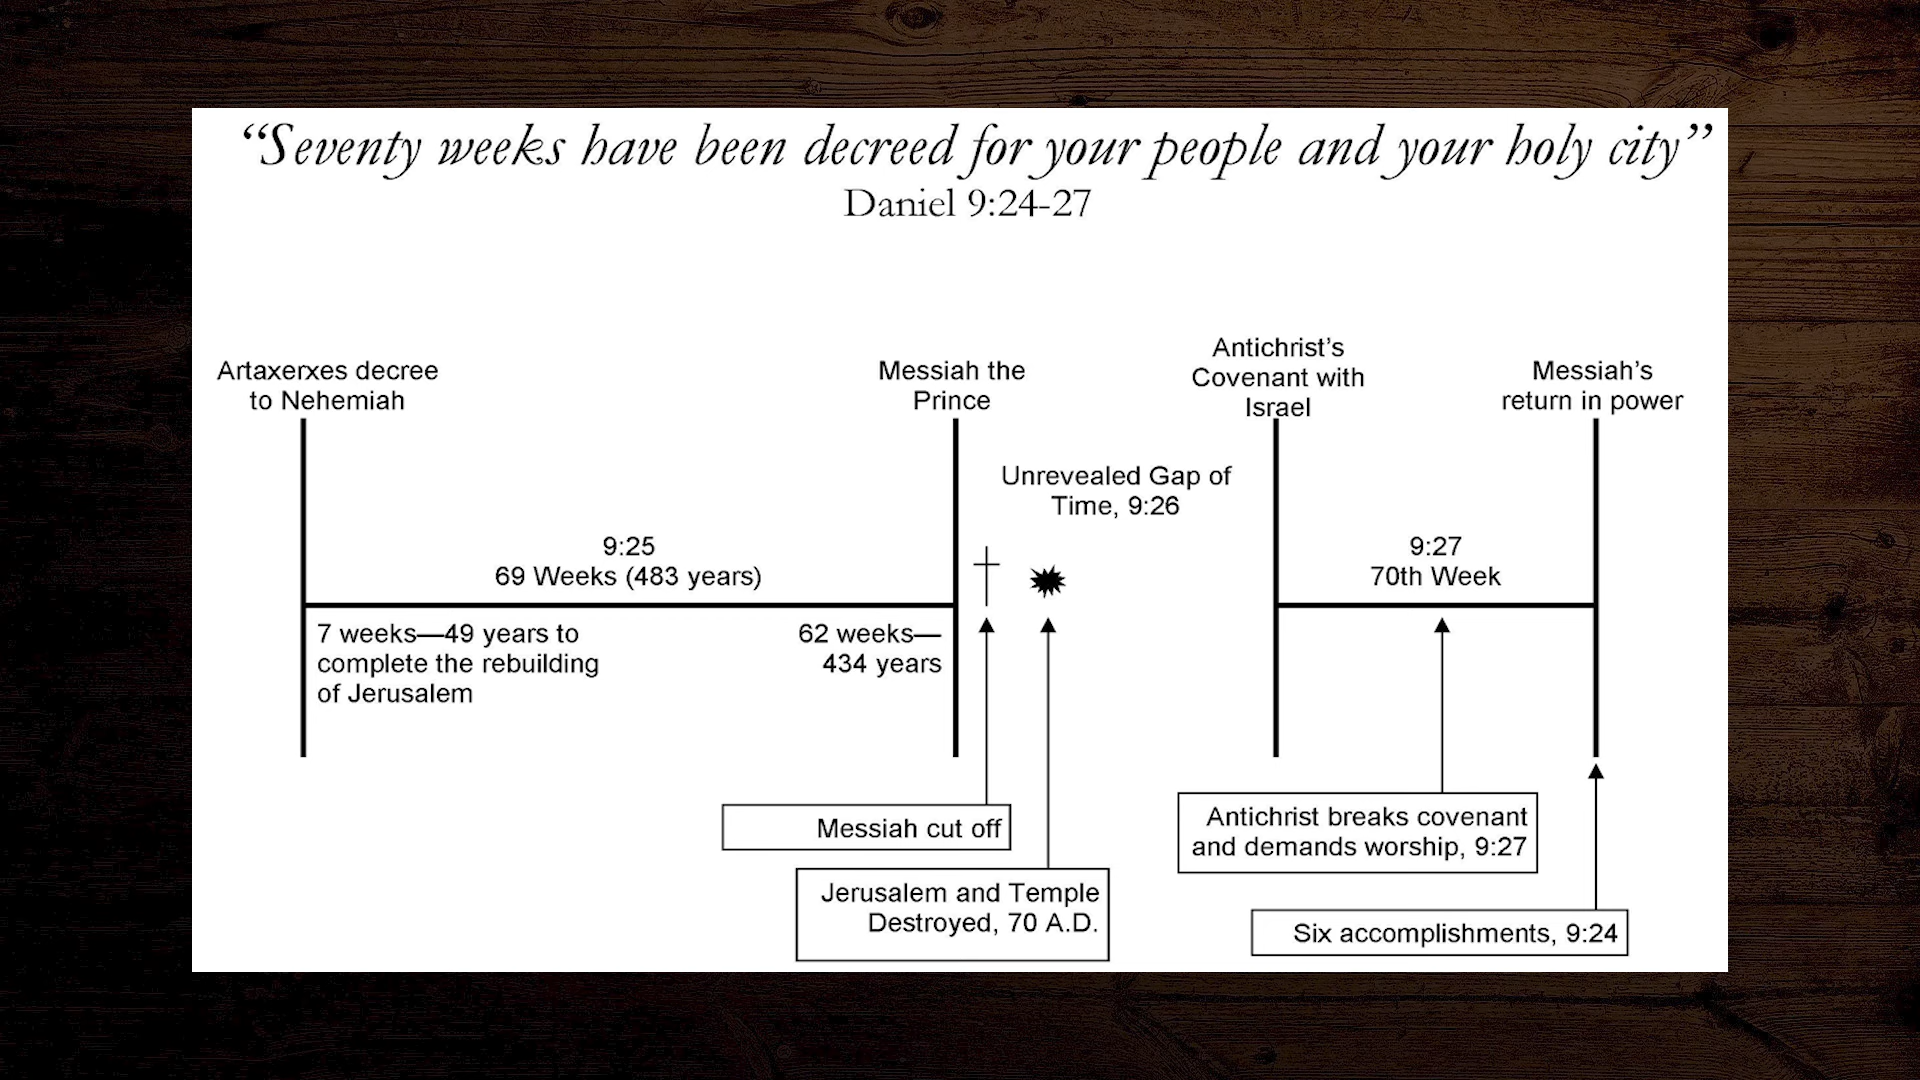 “Seventy weeks have been decreed for your people and your holy city”
Daniel 9:24-27
Artaxerxes decree
to Nehemiah
Messiah the
Prince
Antichrist’s
Covenant with
Israel
Messiah’s
return in power
Unrevealed Gap of
Time, 9:26
9:25
69 Weeks (483 years)
9:27
70th Week
7 weeks—49 years to
complete the rebuilding
of Jerusalem
62 weeks—
434 years
Messiah cut off
Jerusalem and Temple
Destroyed, 70 A.D.
Antichrist breaks covenant
and demands worship, 9:27
Six accomplishments, 9:24